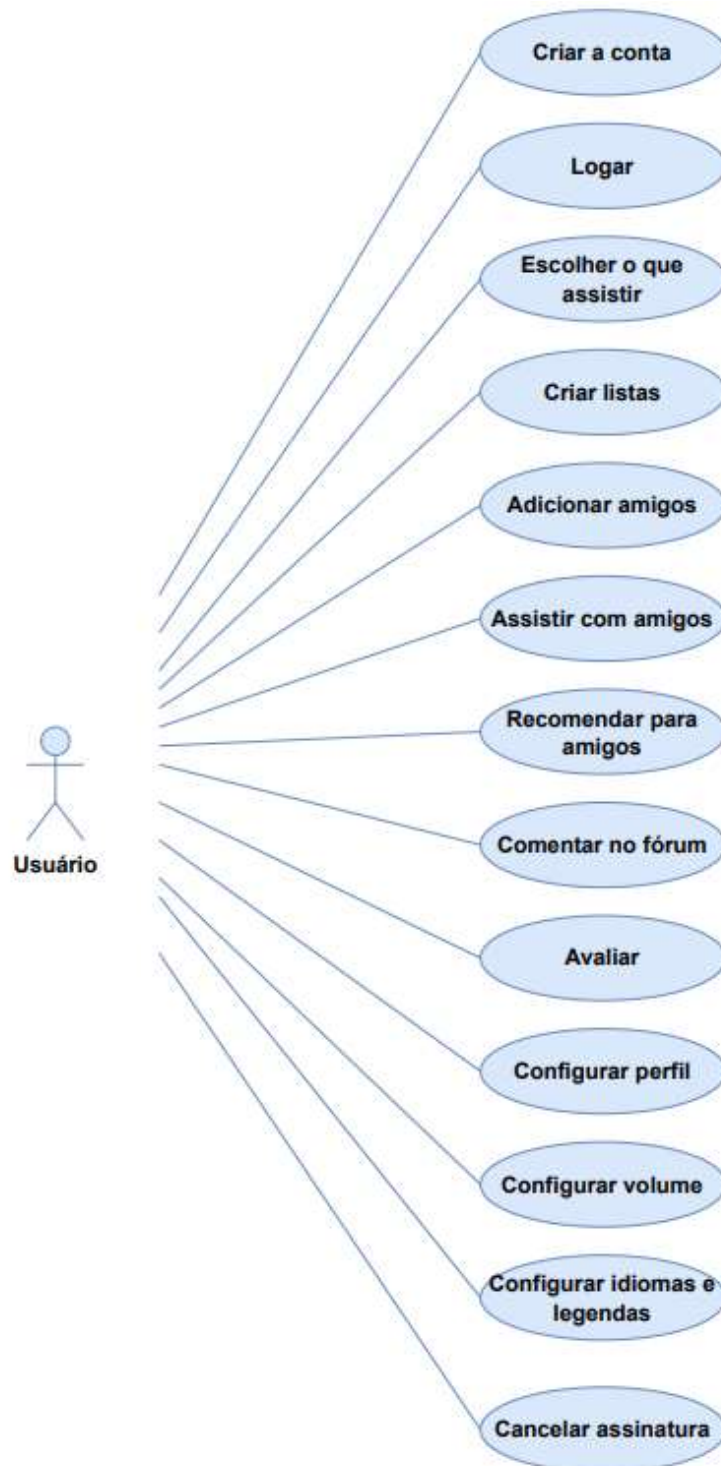 Criar a conta
Logar
Escolher o que
assistir
Criar listas
Adicionar amigos
Assistir com amigos
Recomendar para
amigos
Usuário
Comentar no fórum
Avaliar
Configurar perfil
Configurar volume
Configurar idiomas e
legendas
Cancelar assinatura